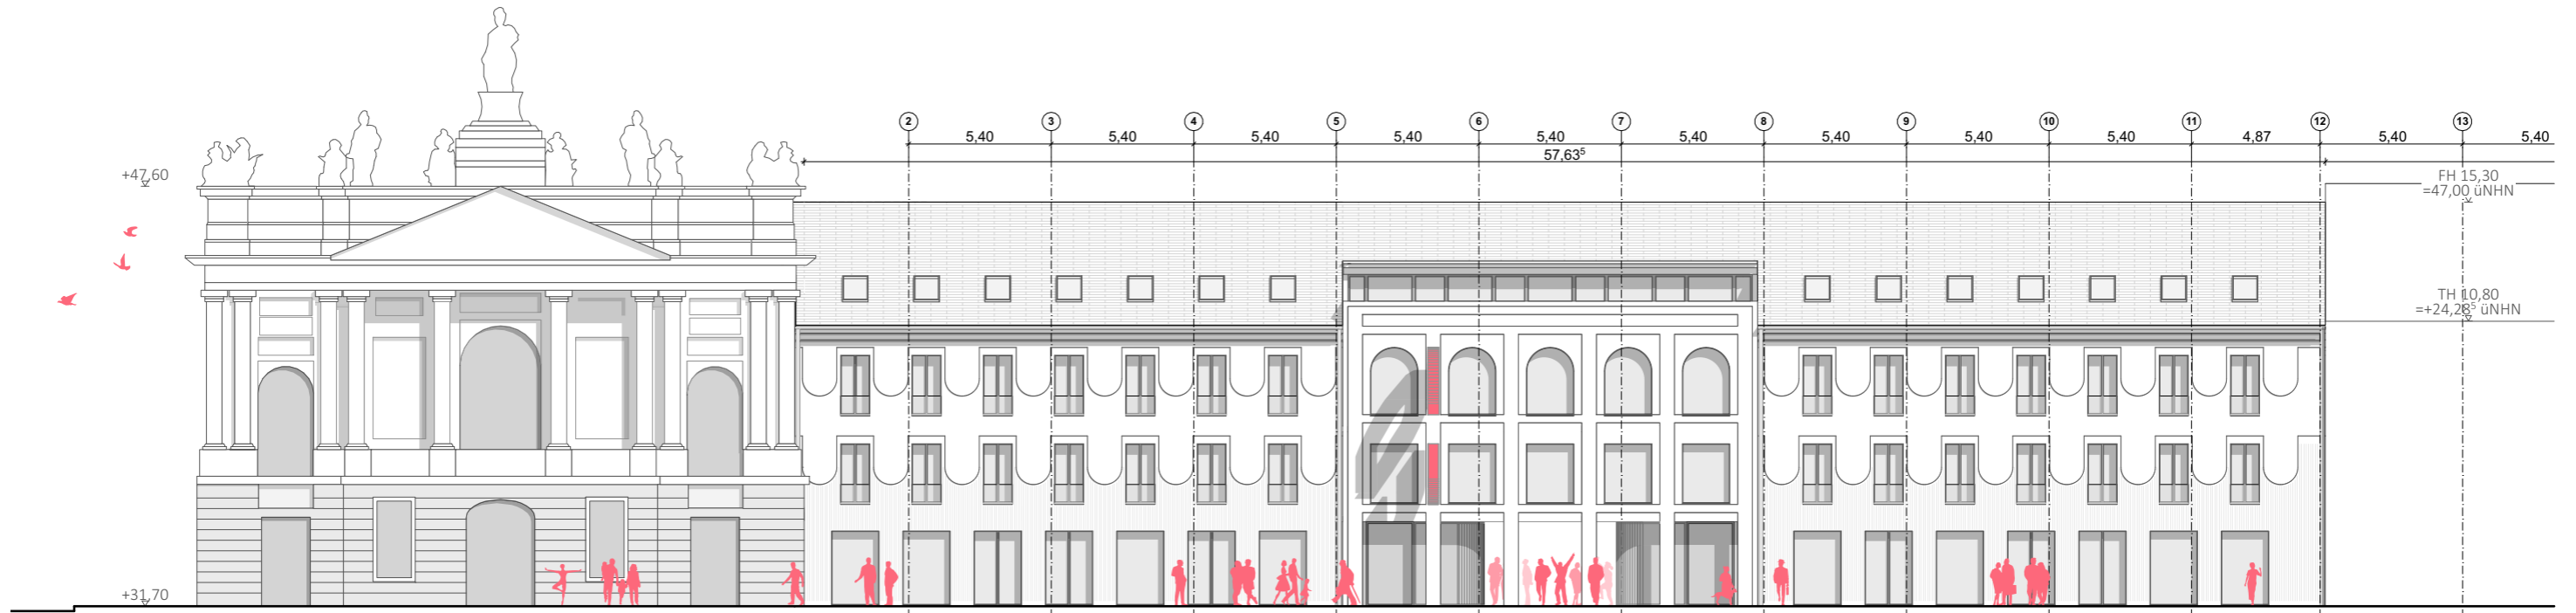 2 3 4 5 6 7 8 9 10 11 12 13
5,40 5,40 5,40 5,40 5,40 5,40 5,40 5,40 5,40 4,87 5,40 5,40
57,63⁵
+47,60
FH 15,30
=47,00 üNHN
TH 10,80
=+24,28⁵ üNHN
+31,70